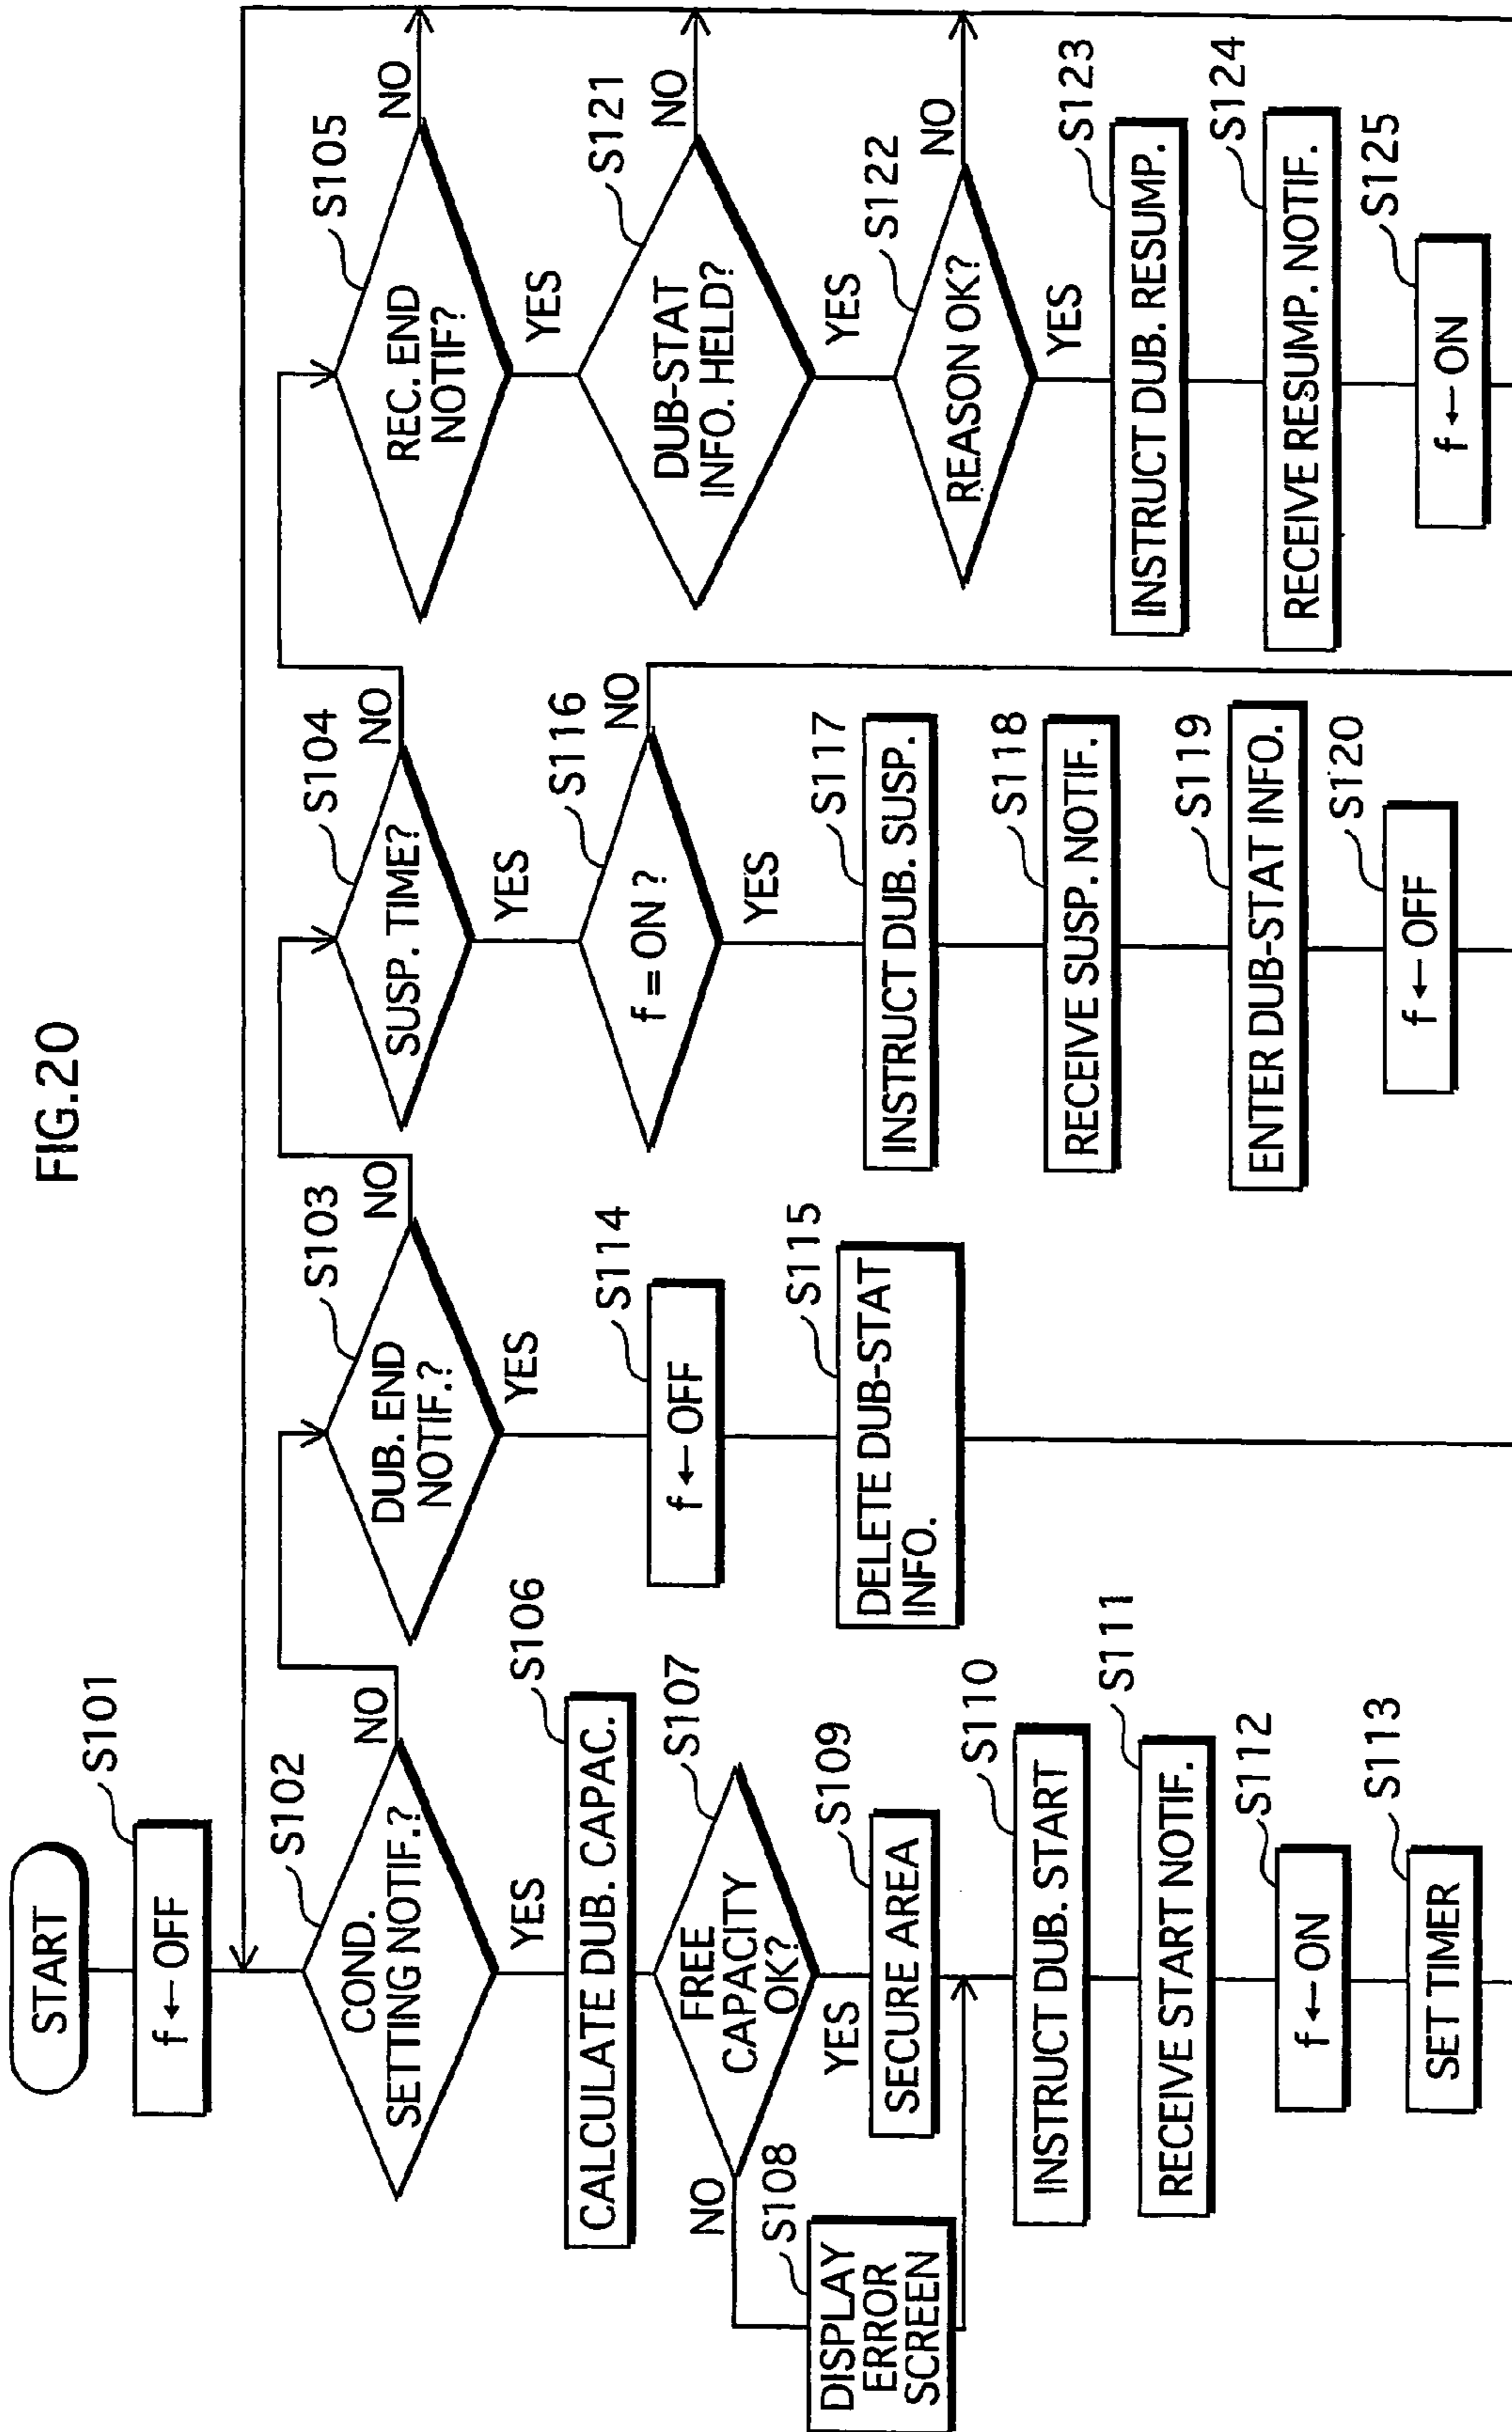 FIG.20
START
S101
f ← OFF
S102
COND.
SETTING NOTIF.?
NO
YES
S106
CALCULATE DUB. CAPAC.
S107
FREE
CAPACITY
OK?
NO
YES
S108
DISPLAY
ERROR
SCREEN
S109
SECURE AREA
S110
INSTRUCT DUB. START
S111
RECEIVE START NOTIF.
S112
f ← ON
S113
SET TIMER
S103
DUB. END
NOTIF.?
NO
YES
S114
f ← OFF
S115
DELETE DUB-STAT
INFO.
S104
SUSP. TIME?
NO
YES
S116
f = ON ?
NO
YES
S117
INSTRUCT DUB. SUSP.
S118
RECEIVE SUSP. NOTIF.
S119
ENTER DUB-STAT INFO.
S120
f ← OFF
S105
REC. END
NOTIF?
NO
YES
S121
DUB-STAT
INFO. HELD?
NO
YES
S122
REASON OK?
NO
YES
S123
INSTRUCT DUB. RESUMP.
S124
RECEIVE RESUMP. NOTIF.
S125
f ← ON